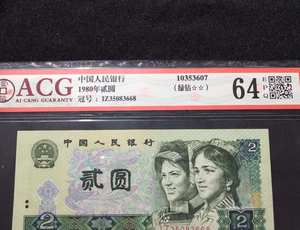 ACG
AI CANG GUARANTY
中国人民银行
1980年贰圆
冠号：IZ35083668
10353607
(绿钻☆☆)
64 EPQ
中国人民银行
贰圆
2
2
IZ35083668